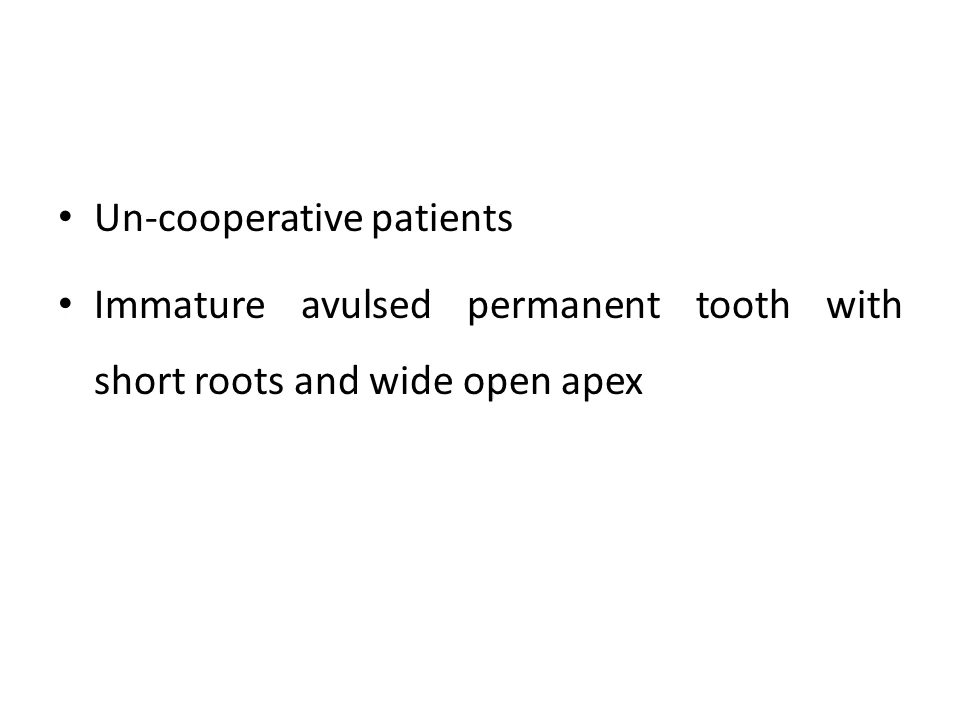 • Un-cooperative patients
• Immature avulsed permanent tooth with
short roots and wide open apex